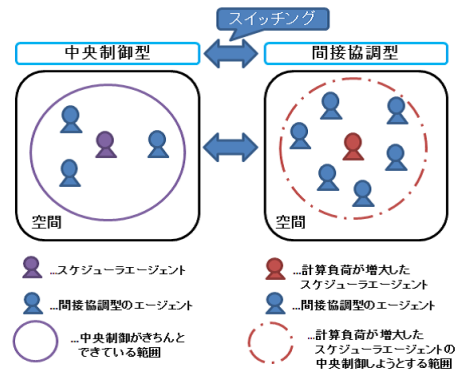 スイッチング
中央制御型
間接協調型
空間
空間
…スケジューラエージェント
…間接協調型のエージェント
…中央制御がきちんと
できている範囲
…計算負荷が増大した
スケジューラエージェント
…間接協調型のエージェント
…計算負荷が増大した
スケジューラエージェントの
中央制御しようとする範囲